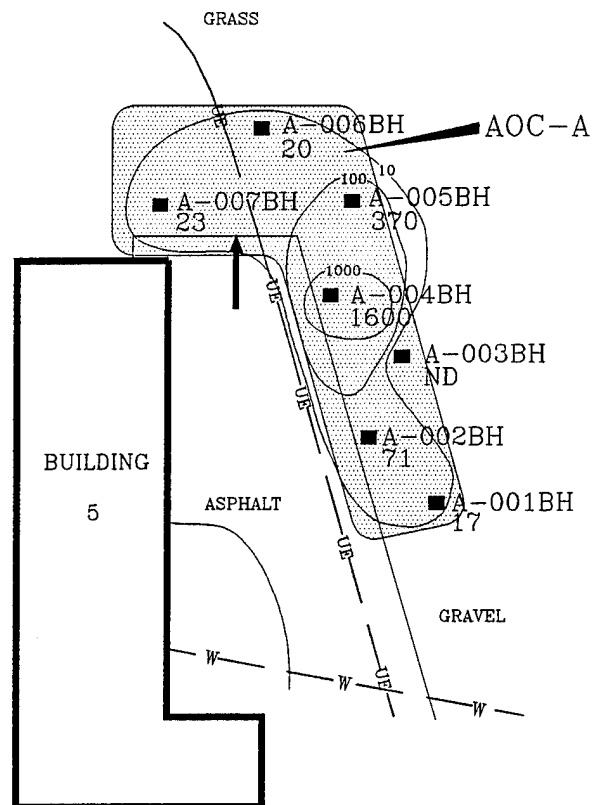 GRASS
UE
A-006BH
20
AOC-A
100
10
A-007BH
23
A-005BH
370
1000
A-004BH
1600
UE
A-003BH
ND
UE
A-002BH
71
BUILDING
5
ASPHALT
A-001BH
17
UE
GRAVEL
W
W
UE
W